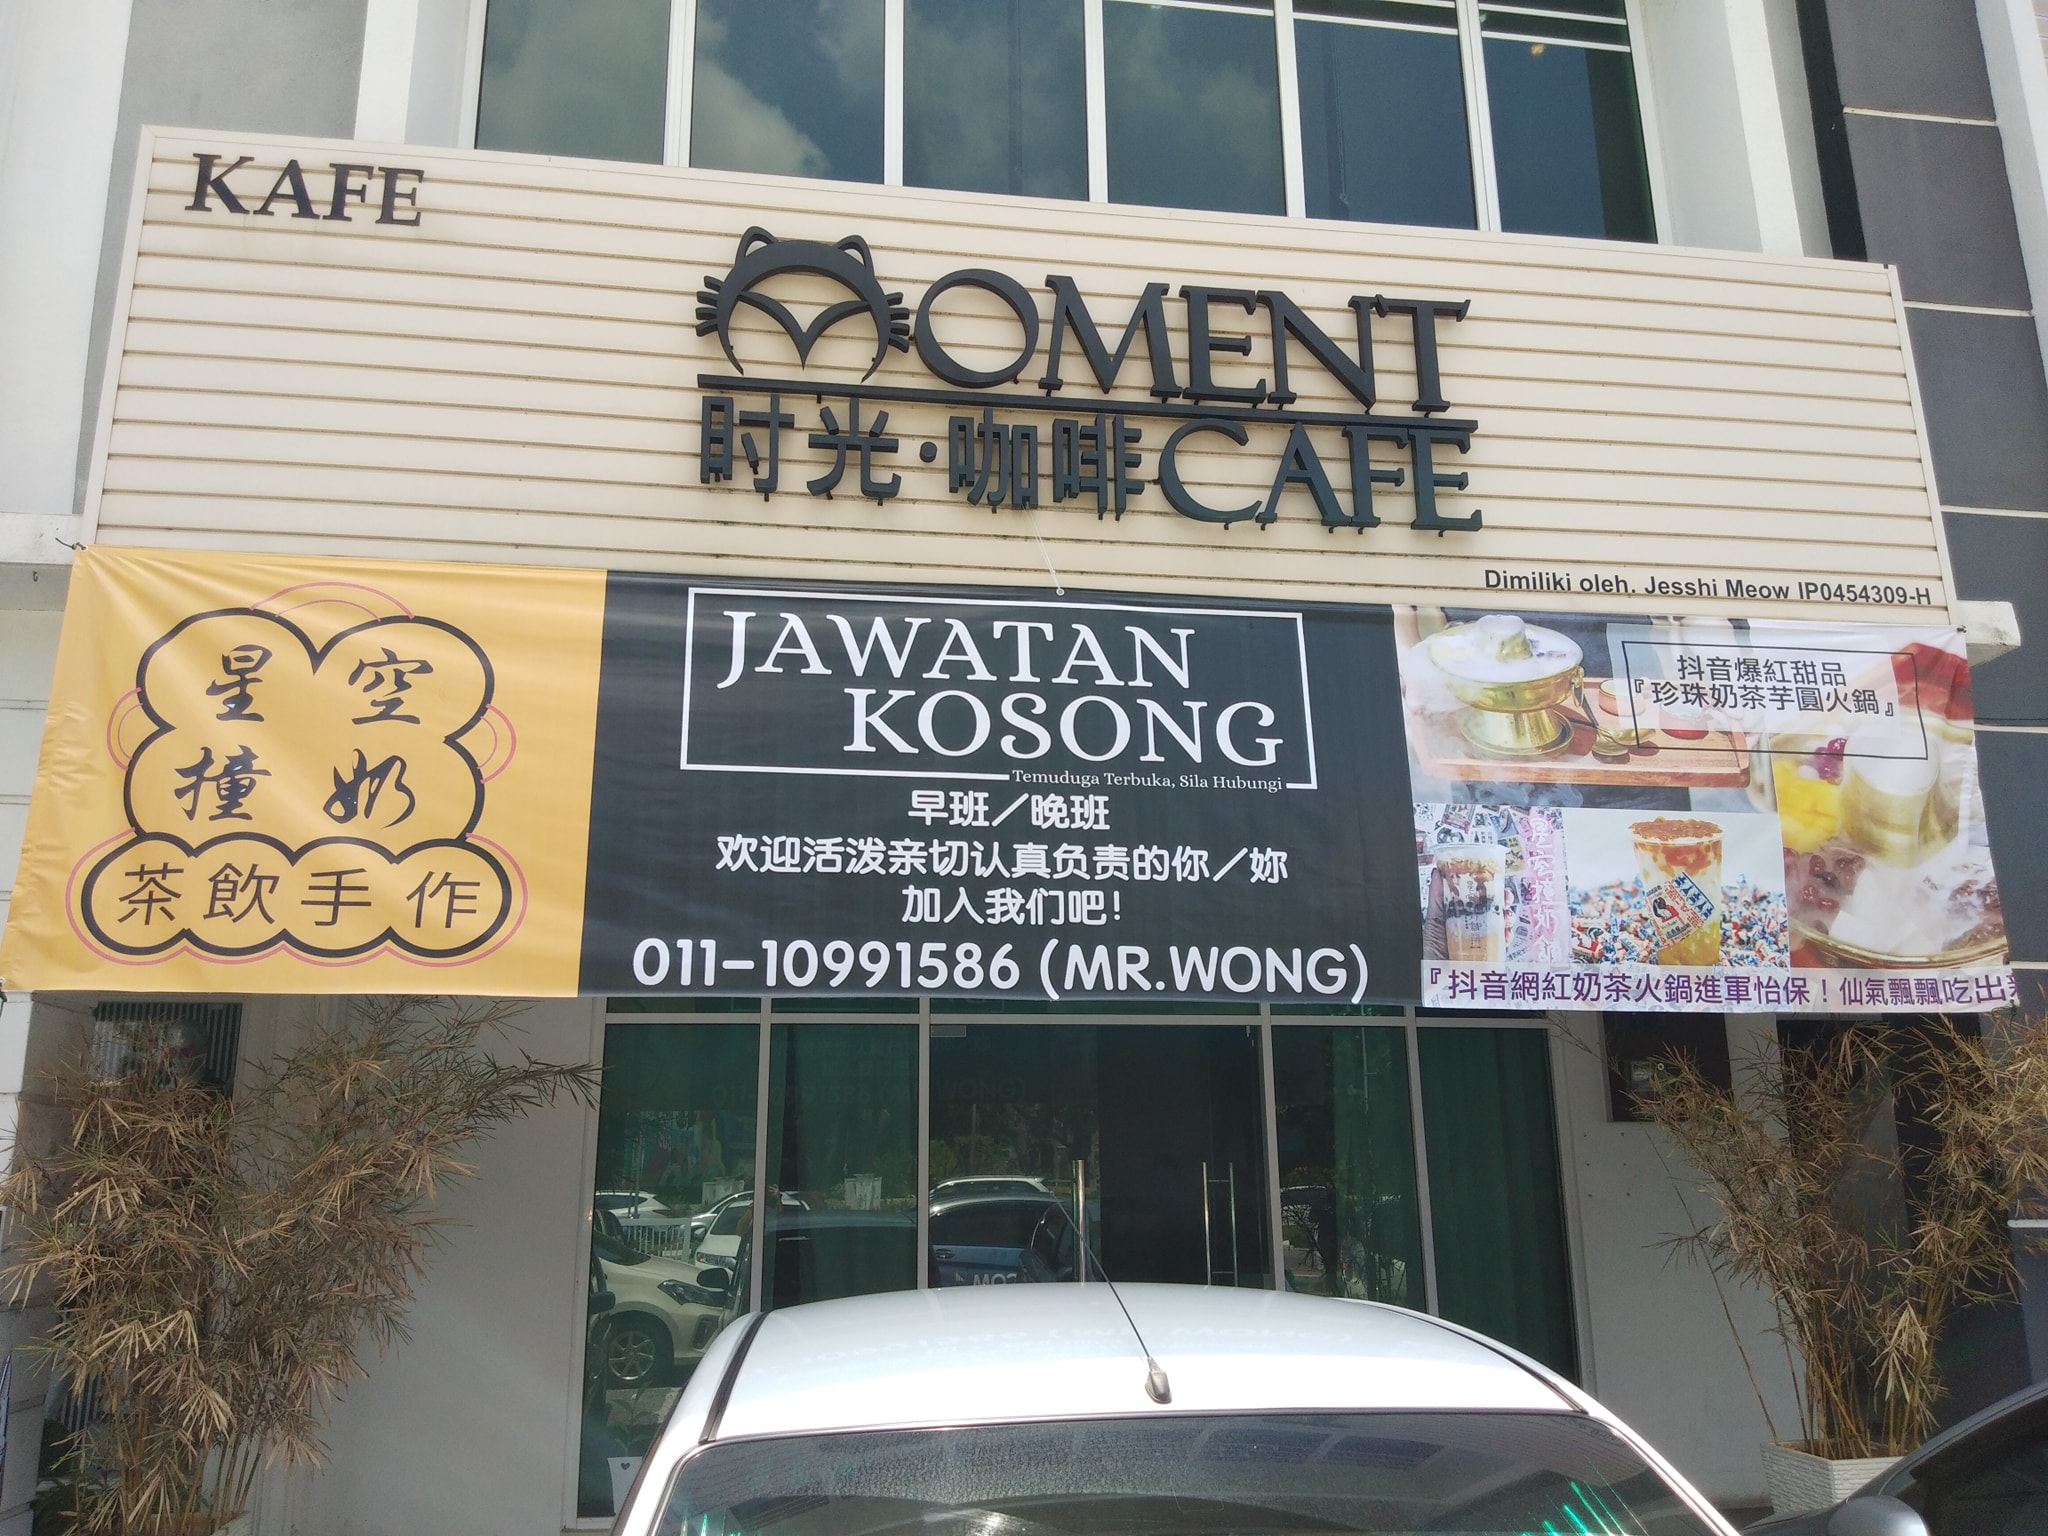 KAFE
MOMENT
时光·咖啡 CAFE
Dimiliki oleh. Jesshi Meow IP0454309-H
星空
撞奶
茶飲手作
JAWATAN
KOSONG
Temuduga Terbuka, Sila Hubungi
早班／晚班
欢迎活泼亲切认真负责的你／妳
加入我们吧！
011-10991586 (MR.WONG)
抖音爆紅甜品
『珍珠奶茶芋圓火鍋』
『抖音網紅奶茶火鍋進軍怡保！仙氣飄飄吃出